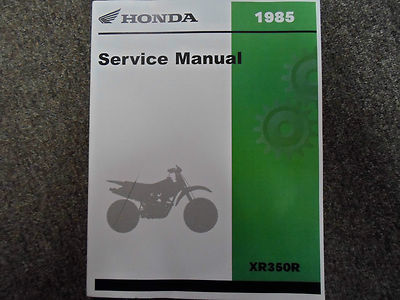 HONDA
1985
Service Manual
XR350R